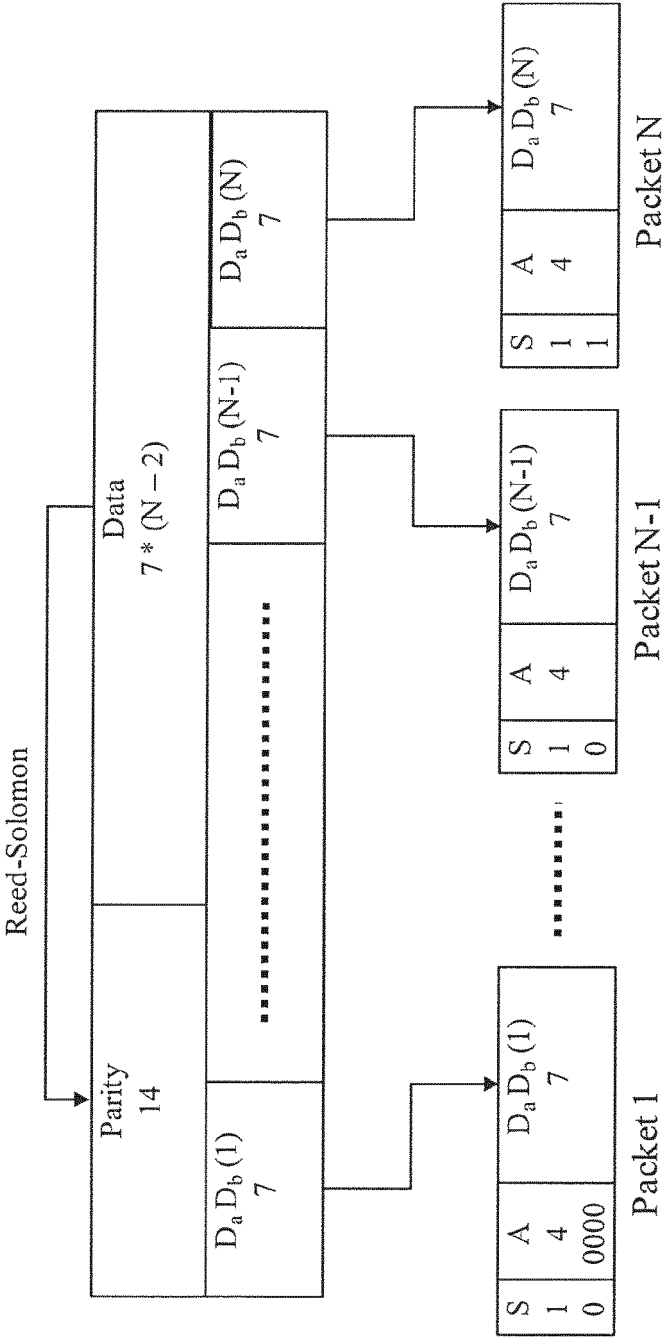 Reed-Solomon
Parity
14
Data
7 * (N – 2)
D_a D_b (1)
7
D_a D_b (N-1)
7
D_a D_b (N)
7
S
1
0
A
4
0000
D_a D_b (1)
7
S
1
0
A
4
D_a D_b (N-1)
7
S
1
1
A
4
D_a D_b (N)
7
Packet 1
Packet N-1
Packet N